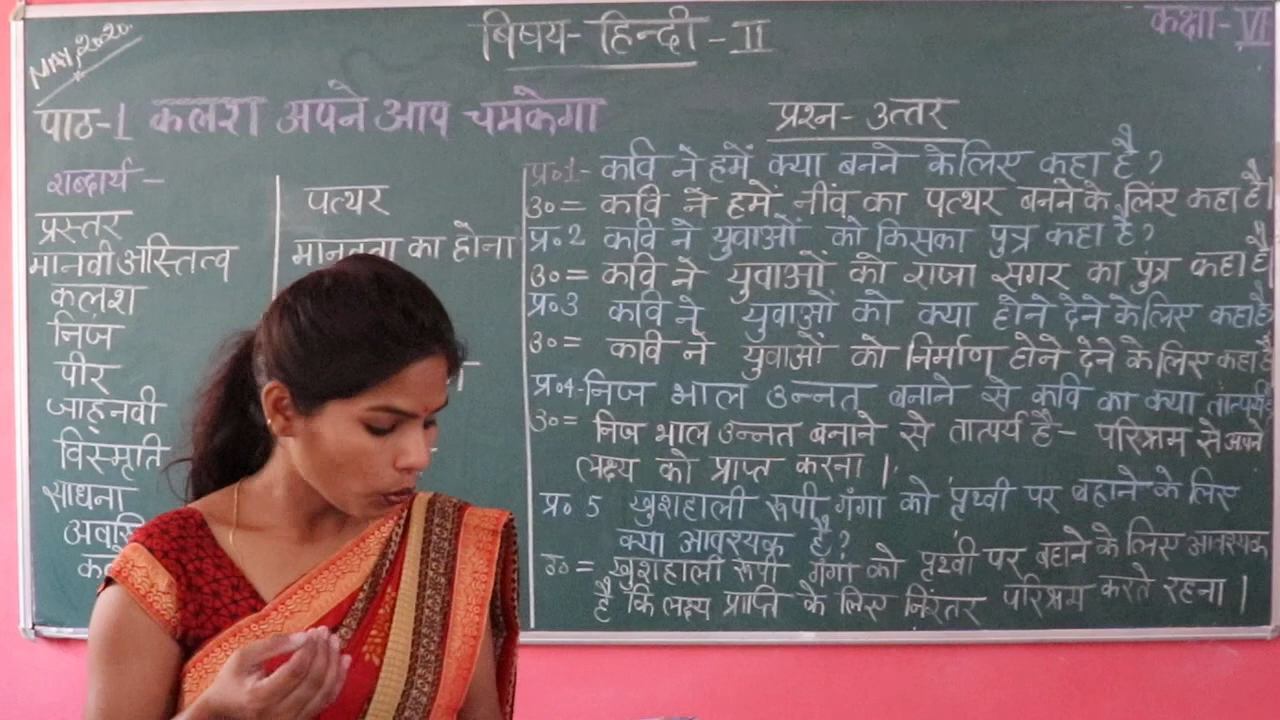 MAY,2020
बिषय- हिन्दी - II
कक्षा- VI
पाठ-1 कलश अपने आप चमकेगा
शब्दार्थ -
प्रस्तर पत्थर
मानवी अस्तित्व मानवता का होना
कलश
निज
पीर
जाह्नवी
विस्मृति
साधना
प्रश्न- उत्तर
प्र०1- कवि ने हमें क्या बनने के लिए कहा है?
उ०= कवि ने हमें नींव का पत्थर बनने के लिए कहा है।
प्र०2 कवि ने युवाओं को किसका पुत्र कहा है?
उ०= कवि ने युवाओं को राजा सगर का पुत्र कहा है।
प्र०3 कवि ने युवाओं को क्या होने देने के लिए कहा है
उ०= कवि ने युवाओं को निर्माण होने देने के लिए कहा है
प्र०4- निज भाल उन्नत बनाने से कवि का क्या तात्पर्य है
उ०= निज भाल उन्नत बनाने से तात्पर्य है- परिश्रम से अपने
लक्ष्य को प्राप्त करना।
प्र० 5 खुशहाली रूपी गंगा को पृथ्वी पर बहाने के लिए
क्या आवश्यक है?
उ०= खुशहाली रूपी गंगा को पृथ्वी पर बहाने के लिए आवश्यक
है कि लक्ष्य प्राप्ति के लिए निरंतर परिश्रम करते रहना।